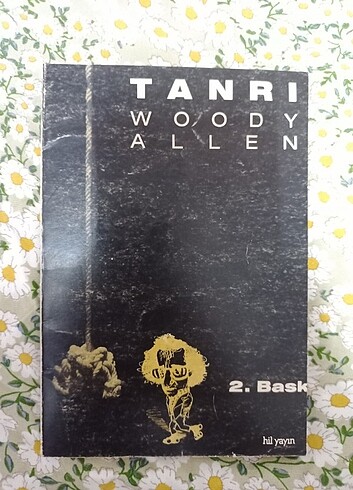 TANRI
WOODY
ALLEN
2. Bask
hil yayın